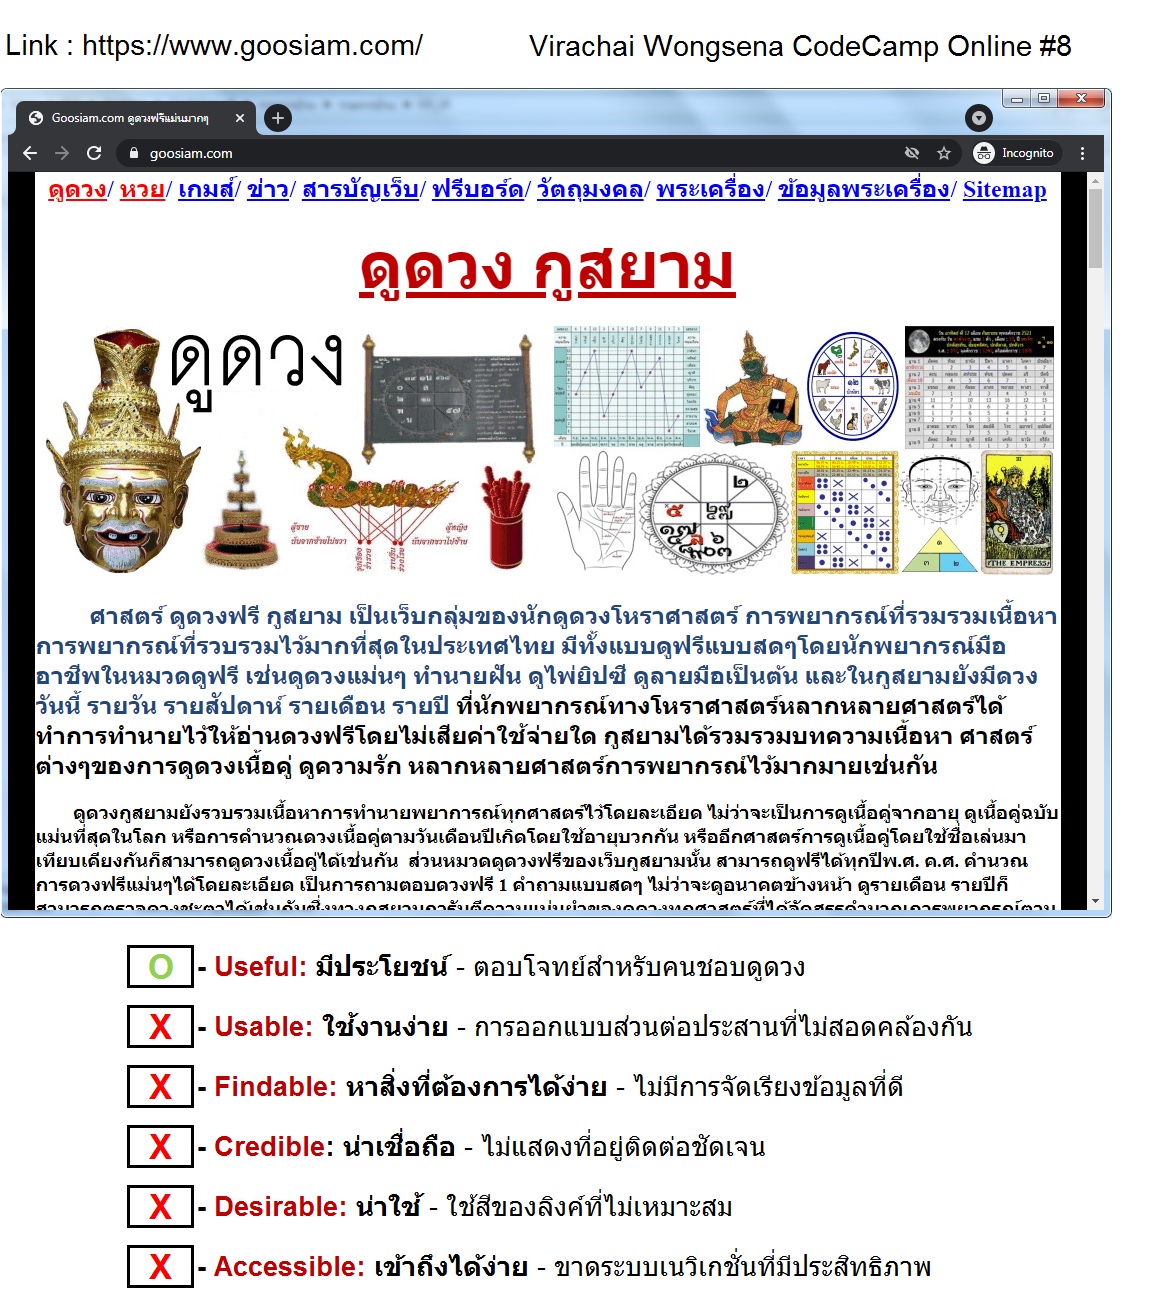 Link : https://www.goosiam.com/
Virachai Wongsena CodeCamp Online #8
Goosiam.com ดูดวงฟรีแม่นมากๆ
goosiam.com
Incognito
ดูดวง/ หวย/ เกมส์/ ข่าว/ สารบัญเว็บ/ ฟรีบอร์ด/ วัตถุมงคล/ พระเครื่อง/ ข้อมูลพระเครื่อง/ Sitemap
ดูดวง กูสยาม
ดูดวง
ผู้ชาย
นับจากซ้ายไปขวา
ผู้หญิง
นับจากขวาไปซ้าย
III
THE EMPRESS
ศาสตร์ ดูดวงฟรี กูสยาม เป็นเว็บกลุ่มของนักดูดวงโหราศาสตร์ การพยากรณ์ที่รวมรวมเนื้อหา
การพยากรณ์ที่รวบรวมไว้มากที่สุดในประเทศไทย มีทั้งแบบดูฟรีแบบสดๆโดยนักพยากรณ์มือ
อาชีพในหมวดดูฟรี เช่นดูดวงแม่นๆ ทำนายฝัน ดูไพ่ยิปซี ดูลายมือเป็นต้น และในกูสยามยังมีดวง
วันนี้ รายวัน รายสัปดาห์ รายเดือน รายปี ที่นักพยากรณ์ทางโหราศาสตร์หลากหลายศาสตร์ได้
ทำการทำนายไว้ให้อ่านดวงฟรีโดยไม่เสียค่าใช้จ่ายใด กูสยามได้รวมรวมบทความเนื้อหา ศาสตร์
ต่างๆของการดูดวงเนื้อคู่ ดูความรัก หลากหลายศาสตร์การพยากรณ์ไว้มากมายเช่นกัน
ดูดวงกูสยามยังรวบรวมเนื้อหาการทำนายพยาการณ์ทุกศาสตร์ไว้โดยละเอียด ไม่ว่าจะเป็นการดูเนื้อคู่จากอายุ ดูเนื้อคู่ฉบับ
แม่นที่สุดในโลก หรือการคำนวณดวงเนื้อคู่ตามวันเดือนปีเกิดโดยใช้อายุบวกกัน หรืออีกศาสตร์การดูเนื้อคู่โดยใช้ชื่อเล่นมา
เทียบเคียงกันก็สามารถดูดวงเนื้อคู่ได้เช่นกัน ส่วนหมวดดูดวงฟรีของเว็บกูสยามนั้น สามารถดูฟรีได้ทุกปีพ.ศ. ค.ศ. คำนวณ
การดวงฟรีแม่นๆได้โดยละเอียด เป็นการถามตอบดวงฟรี 1 คำถามแบบสดๆ ไม่ว่าจะดูอนาคตข้างหน้า ดูรายเดือน รายปีก็
O - Useful: มีประโยชน์ - ตอบโจทย์สำหรับคนชอบดูดวง
X - Usable: ใช้งานง่าย - การออกแบบส่วนต่อประสานที่ไม่สอดคล้องกัน
X - Findable: หาสิ่งที่ต้องการได้ง่าย - ไม่มีการจัดเรียงข้อมูลที่ดี
X - Credible: น่าเชื่อถือ - ไม่แสดงที่อยู่ติดต่อชัดเจน
X - Desirable: น่าใช้ - ใช้สีของลิงค์ที่ไม่เหมาะสม
X - Accessible: เข้าถึงได้ง่าย - ขาดระบบเนวิเกชั่นที่มีประสิทธิภาพ